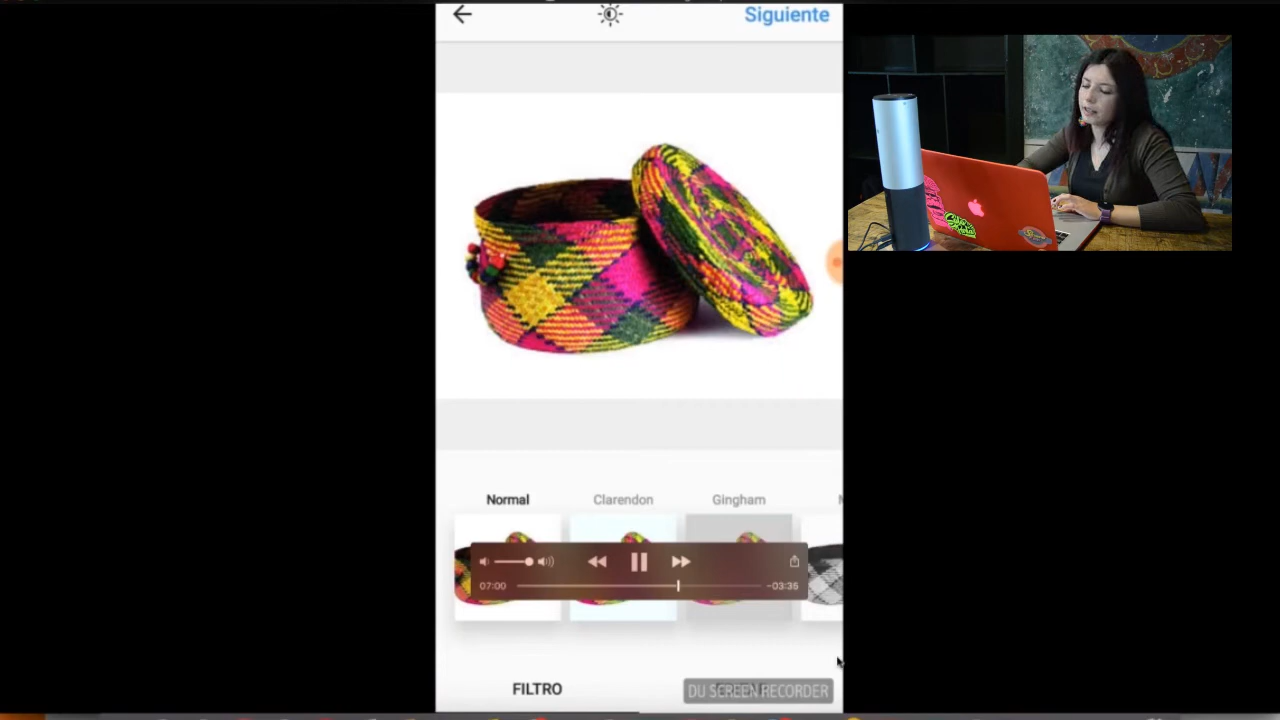 Siguiente
Normal
Clarendon
Gingham
07:00
-03:35
FILTRO
DU SCREEN RECORDER